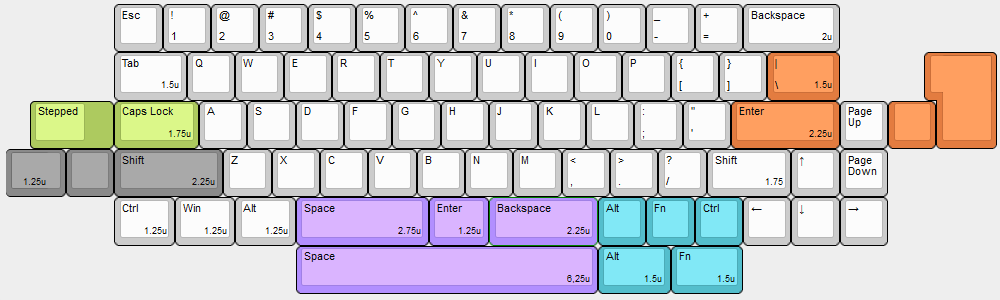 Esc ! @ # $ % ^ & * ( ) _ + Backspace
1 2 3 4 5 6 7 8 9 0 - = 2u
Tab Q W E R T Y U I O P { } |
1.5u [ ] \ 1.5u
Stepped Caps Lock A S D F G H J K L : " Enter Page
Up
1.75u ; ' 2.25u
Shift Z X C V B N M < > ? Shift ↑ Page
Down
1.25u 2.25u , . / 1.75
Ctrl Win Alt Space Enter Backspace Alt Fn Ctrl ← ↓ →
1.25u 1.25u 1.25u 2.75u 1.25u 2.25u
Space Alt Fn
6,25u 1.5u 1.5u